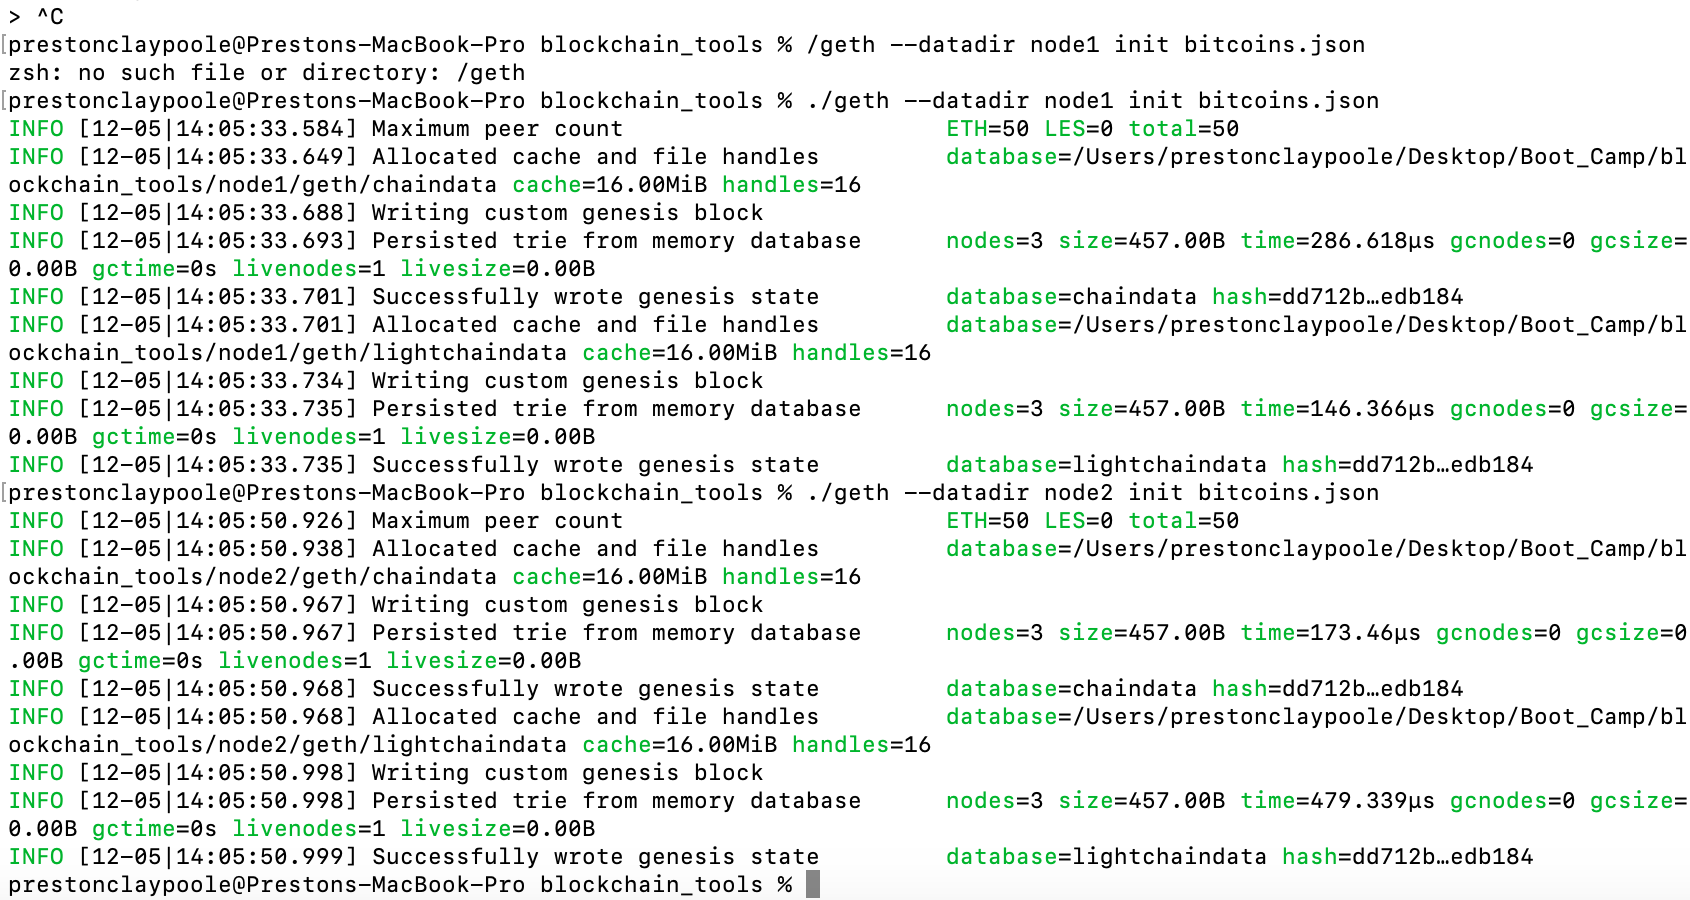 > ^C
[prestonclaypoole@Prestons-MacBook-Pro blockchain_tools % /geth --datadir node1 init bitcoins.json
zsh: no such file or directory: /geth
[prestonclaypoole@Prestons-MacBook-Pro blockchain_tools % ./geth --datadir node1 init bitcoins.json
INFO [12-05|14:05:33.584] Maximum peer count                       ETH=50 LES=0 total=50
INFO [12-05|14:05:33.649] Allocated cache and file handles         database=/Users/prestonclaypoole/Desktop/Boot_Camp/bl
ockchain_tools/node1/geth/chaindata cache=16.00MiB handles=16
INFO [12-05|14:05:33.688] Writing custom genesis block
INFO [12-05|14:05:33.693] Persisted trie from memory database      nodes=3 size=457.00B time=286.618µs gcnodes=0 gcsize=
0.00B gctime=0s livenodes=1 livesize=0.00B
INFO [12-05|14:05:33.701] Successfully wrote genesis state         database=chaindata hash=dd712b…edb184
INFO [12-05|14:05:33.701] Allocated cache and file handles         database=/Users/prestonclaypoole/Desktop/Boot_Camp/bl
ockchain_tools/node1/geth/lightchaindata cache=16.00MiB handles=16
INFO [12-05|14:05:33.734] Writing custom genesis block
INFO [12-05|14:05:33.735] Persisted trie from memory database      nodes=3 size=457.00B time=146.366µs gcnodes=0 gcsize=
0.00B gctime=0s livenodes=1 livesize=0.00B
INFO [12-05|14:05:33.735] Successfully wrote genesis state         database=lightchaindata hash=dd712b…edb184
[prestonclaypoole@Prestons-MacBook-Pro blockchain_tools % ./geth --datadir node2 init bitcoins.json
INFO [12-05|14:05:50.926] Maximum peer count                       ETH=50 LES=0 total=50
INFO [12-05|14:05:50.938] Allocated cache and file handles         database=/Users/prestonclaypoole/Desktop/Boot_Camp/bl
ockchain_tools/node2/geth/chaindata cache=16.00MiB handles=16
INFO [12-05|14:05:50.967] Writing custom genesis block
INFO [12-05|14:05:50.967] Persisted trie from memory database      nodes=3 size=457.00B time=173.46µs gcnodes=0 gcsize=0
.00B gctime=0s livenodes=1 livesize=0.00B
INFO [12-05|14:05:50.968] Successfully wrote genesis state         database=chaindata hash=dd712b…edb184
INFO [12-05|14:05:50.968] Allocated cache and file handles         database=/Users/prestonclaypoole/Desktop/Boot_Camp/bl
ockchain_tools/node2/geth/lightchaindata cache=16.00MiB handles=16
INFO [12-05|14:05:50.998] Writing custom genesis block
INFO [12-05|14:05:50.998] Persisted trie from memory database      nodes=3 size=457.00B time=479.339µs gcnodes=0 gcsize=
0.00B gctime=0s livenodes=1 livesize=0.00B
INFO [12-05|14:05:50.999] Successfully wrote genesis state         database=lightchaindata hash=dd712b…edb184
prestonclaypoole@Prestons-MacBook-Pro blockchain_tools %